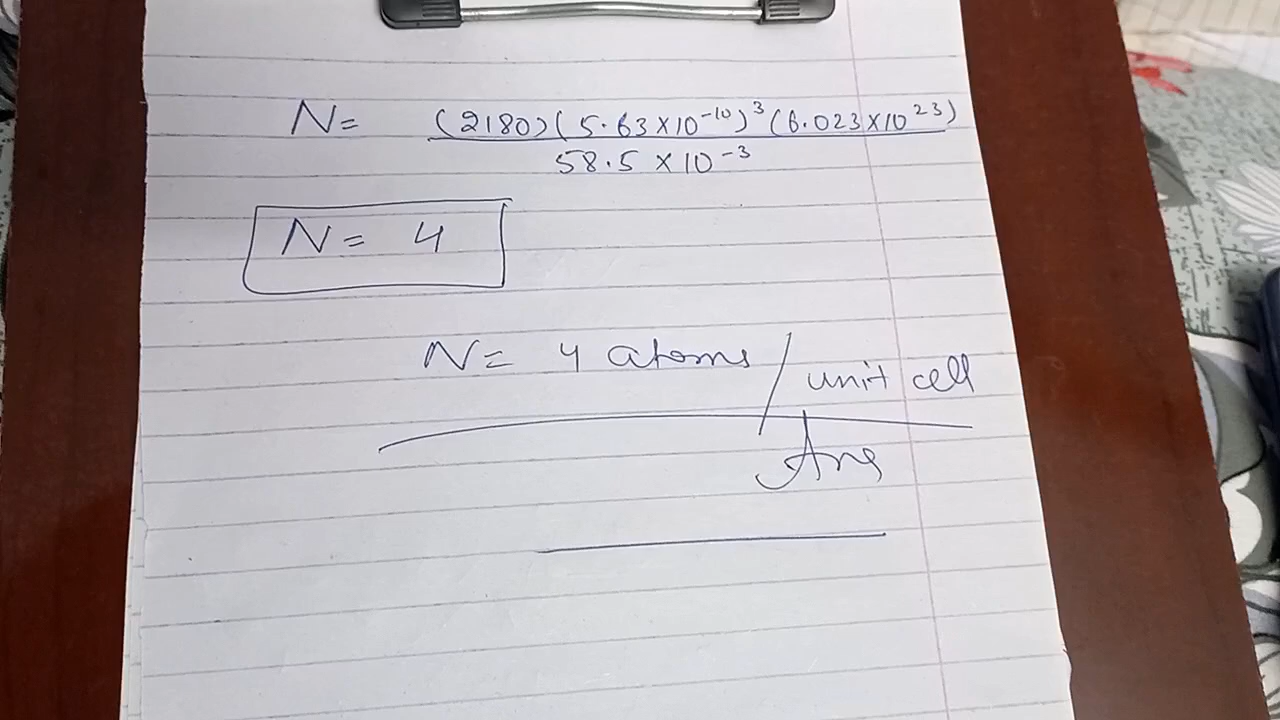 N= (2180)(5.63×10⁻¹⁰)³(6.023×10²³)
58.5×10⁻³
N= 4
N= 4 atoms / unit cell
Ans